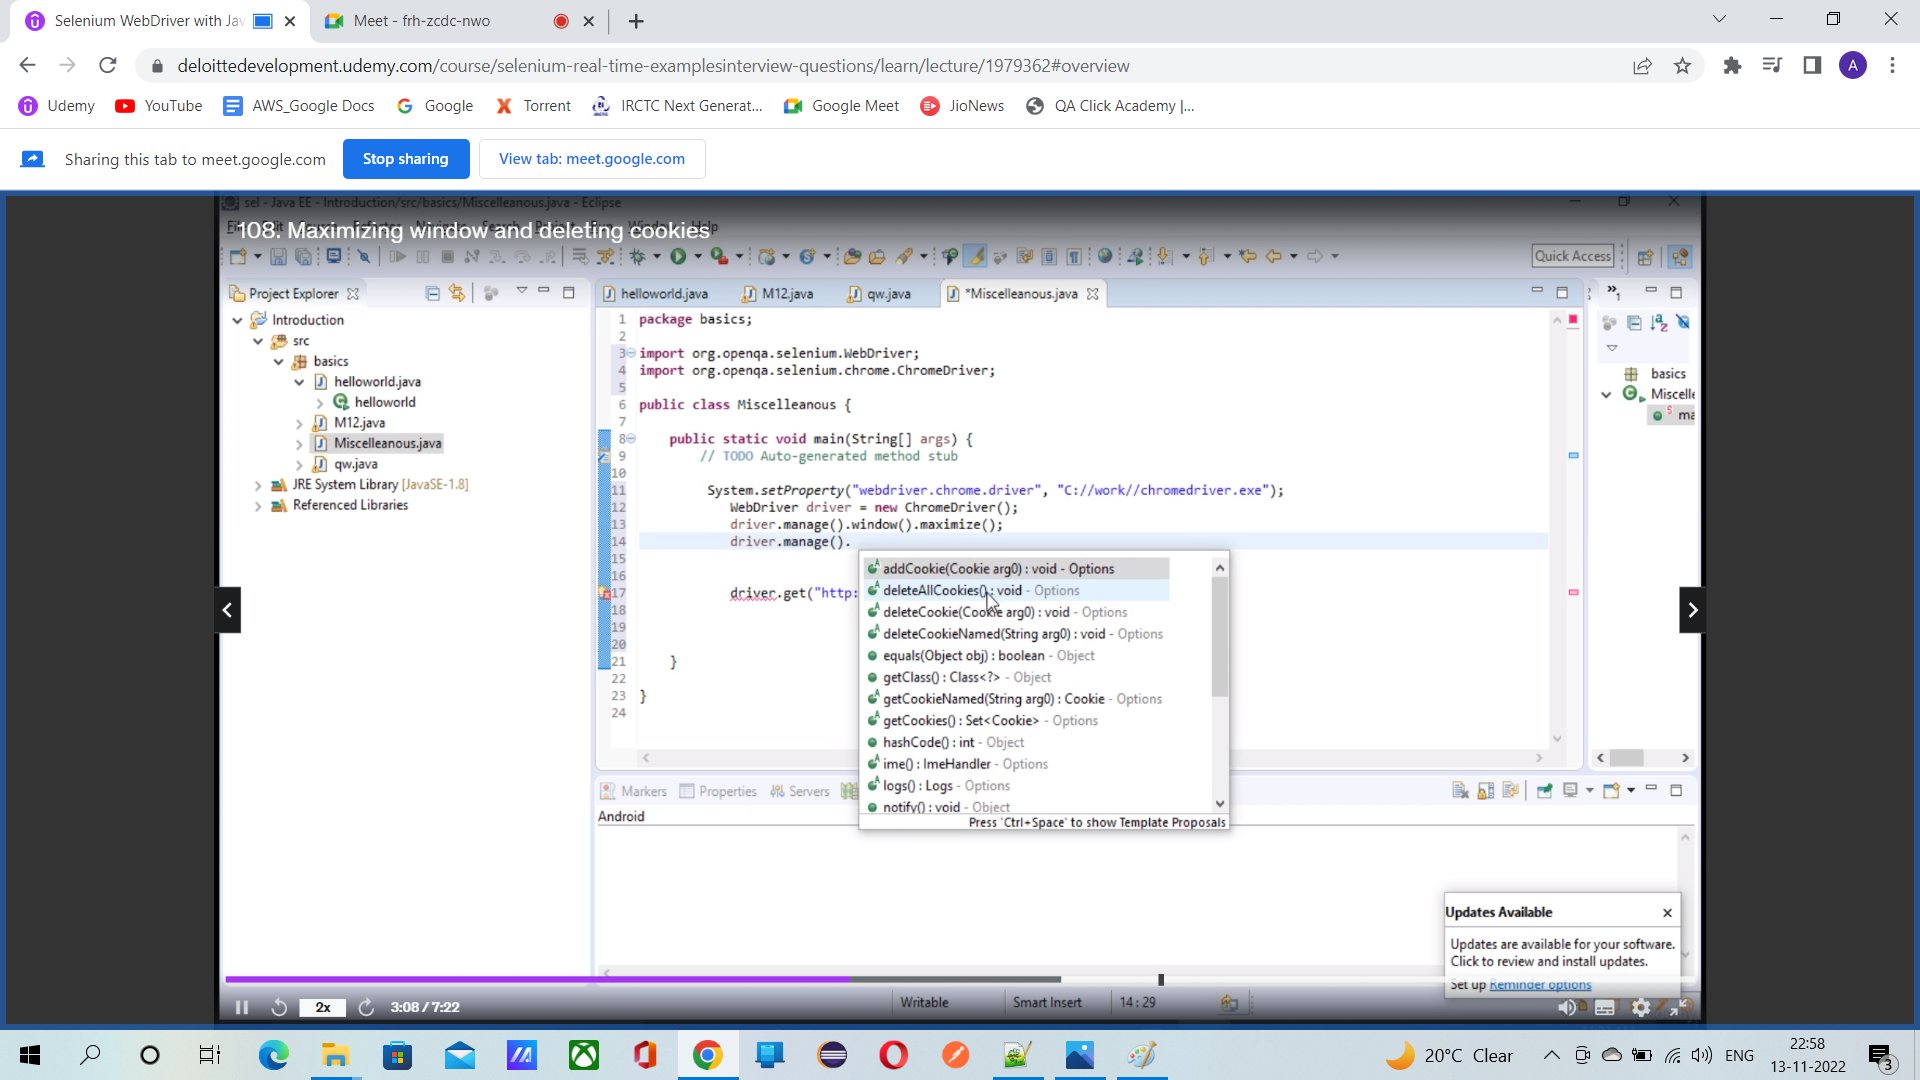 Selenium WebDriver with Jav
Meet - frh-zcdc-nwo
deloittedevelopment.udemy.com/course/selenium-real-time-examplesinterview-questions/learn/lecture/1979362#overview
A
Udemy
YouTube
AWS_Google Docs
Google
Torrent
IRCTC Next Generat...
Google Meet
JioNews
QA Click Academy |...
Sharing this tab to meet.google.com
Stop sharing
View tab: meet.google.com
sel - Java EE - Introduction/src/basics/Miscelleanous.java - Eclipse
108. Maximizing window and deleting cookies
Quick Access
Project Explorer
helloworld.java
M12.java
qw.java
*Miscelleanous.java
Introduction
src
basics
helloworld.java
helloworld
M12.java
Miscelleanous.java
qw.java
JRE System Library [JavaSE-1.8]
Referenced Libraries
1 package basics;
2
3 import org.openqa.selenium.WebDriver;
4 import org.openqa.selenium.chrome.ChromeDriver;
5
6 public class Miscelleanous {
7
8 public static void main(String[] args) {
9 // TODO Auto-generated method stub
10
11 System.setProperty("webdriver.chrome.driver", "C://work//chromedriver.exe");
12 WebDriver driver = new ChromeDriver();
13 driver.manage().window().maximize();
14 driver.manage().
15
16
17 driver.get("http:
18
19
20
21 }
22
23 }
24
addCookie(Cookie arg0) : void - Options
deleteAllCookies() : void - Options
deleteCookie(Cookie arg0) : void - Options
deleteCookieNamed(String arg0) : void - Options
equals(Object obj) : boolean - Object
getClass() : Class<?> - Object
getCookieNamed(String arg0) : Cookie - Options
getCookies() : Set<Cookie> - Options
hashCode() : int - Object
ime() : ImeHandler - Options
logs() : Logs - Options
notify() : void - Object
Press 'Ctrl+Space' to show Template Proposals
basics
Miscelle
ma
Markers
Properties
Servers
Android
Updates Available
Updates are available for your software.
Click to review and install updates.
Set up Reminder options
2x
3:08 / 7:22
Writable
Smart Insert
14 : 29
20°C Clear
ENG
22:58
13-11-2022
3